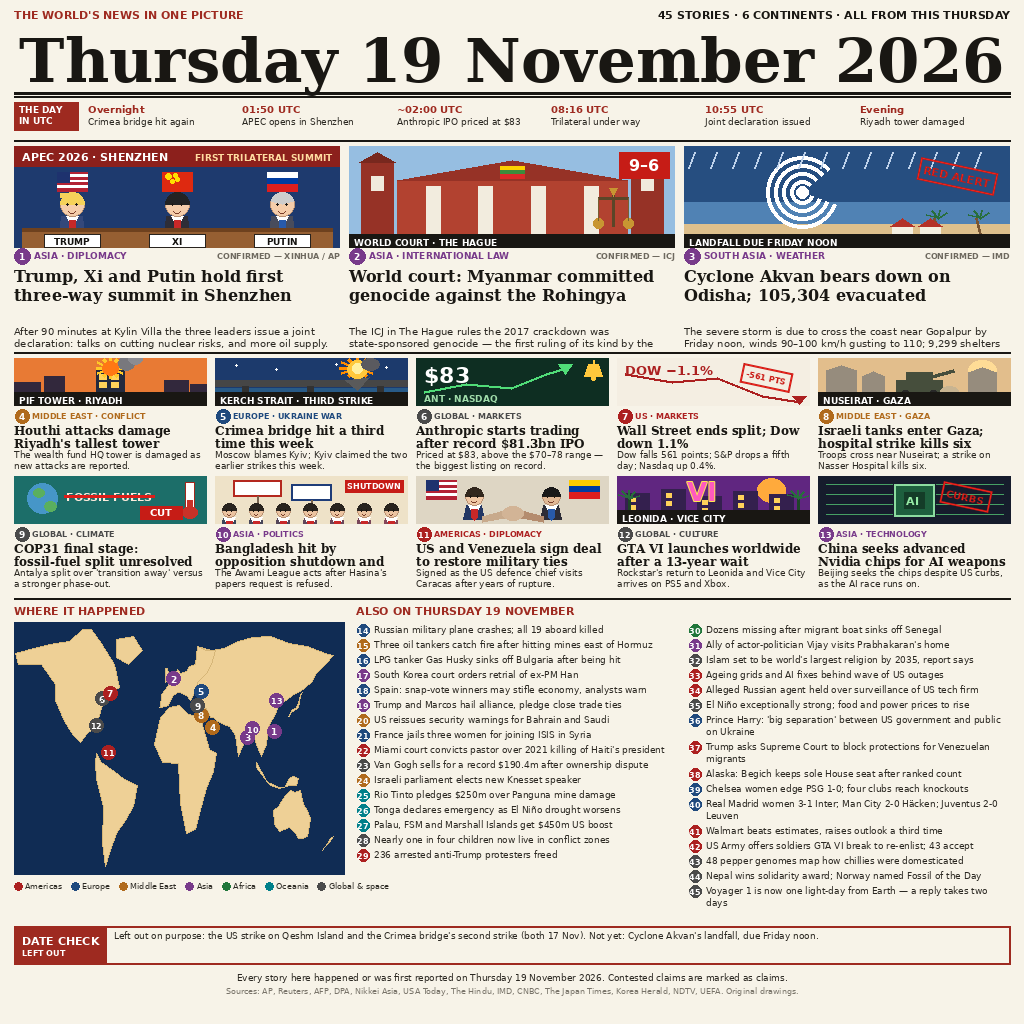 THE WORLD'S NEWS IN ONE PICTURE
45 STORIES · 6 CONTINENTS · ALL FROM THIS THURSDAY
Thursday 19 November 2026
THE DAY
IN UTC
Overnight
Crimea bridge hit again
01:50 UTC
APEC opens in Shenzhen
~02:00 UTC
Anthropic IPO priced at $83
08:16 UTC
Trilateral under way
10:55 UTC
Joint declaration issued
Evening
Riyadh tower damaged
APEC 2026 · SHENZHEN
FIRST TRILATERAL SUMMIT
TRUMP
XI
PUTIN
1 ASIA · DIPLOMACY
CONFIRMED — XINHUA / AP
Trump, Xi and Putin hold first
three-way summit in Shenzhen
After 90 minutes at Kylin Villa the three leaders issue a joint
declaration: talks on cutting nuclear risks, and more oil supply.
9–6
WORLD COURT · THE HAGUE
2 ASIA · INTERNATIONAL LAW
CONFIRMED — ICJ
World court: Myanmar committed
genocide against the Rohingya
The ICJ in The Hague rules the 2017 crackdown was
state-sponsored genocide — the first ruling of its kind by the
RED ALERT
LANDFALL DUE FRIDAY NOON
3 SOUTH ASIA · WEATHER
CONFIRMED — IMD
Cyclone Akvan bears down on
Odisha; 105,304 evacuated
The severe storm is due to cross the coast near Gopalpur by
Friday noon, winds 90–100 km/h gusting to 110; 9,299 shelters
PIF TOWER · RIYADH
4 MIDDLE EAST · CONFLICT
Houthi attacks damage
Riyadh's tallest tower
The wealth fund HQ tower is damaged as
new attacks are reported.
KERCH STRAIT · THIRD STRIKE
5 EUROPE · UKRAINE WAR
Crimea bridge hit a third
time this week
Moscow blames Kyiv; Kyiv claimed the two
earlier strikes this week.
$83
ANT · NASDAQ
6 GLOBAL · MARKETS
Anthropic starts trading
after record $81.3bn IPO
Priced at $83, above the $70–78 range —
the biggest listing on record.
DOW −1.1%
-561 PTS
7 US · MARKETS
Wall Street ends split; Dow
down 1.1%
Dow falls 561 points; S&P drops a fifth
day; Nasdaq up 0.4%.
NUSEIRAT · GAZA
8 MIDDLE EAST · GAZA
Israeli tanks enter Gaza;
hospital strike kills six
Troops cross near Nuseirat; a strike on
Nasser Hospital kills six.
FOSSIL FUELS
CUT
9 GLOBAL · CLIMATE
COP31 final stage:
fossil-fuel split unresolved
Antalya split over 'transition away' versus
a stronger phase-out.
SHUTDOWN
10 ASIA · POLITICS
Bangladesh hit by
opposition shutdown and
The Awami League acts after Hasina's
papers request is refused.
11 AMERICAS · DIPLOMACY
US and Venezuela sign deal
to restore military ties
Signed as the US defence chief visits
Caracas after years of rupture.
VI
LEONIDA · VICE CITY
12 GLOBAL · CULTURE
GTA VI launches worldwide
after a 13-year wait
Rockstar's return to Leonida and Vice City
arrives on PS5 and Xbox.
AI
CURBS
13 ASIA · TECHNOLOGY
China seeks advanced
Nvidia chips for AI weapons
Beijing seeks the chips despite US curbs,
as the AI race runs on.
WHERE IT HAPPENED
2
5
9
8
4
13
10
3
1
6
7
12
11
Americas
Europe
Middle East
Asia
Africa
Oceania
Global & space
ALSO ON THURSDAY 19 NOVEMBER
14 Russian military plane crashes; all 19 aboard killed
15 Three oil tankers catch fire after hitting mines east of Hormuz
16 LPG tanker Gas Husky sinks off Bulgaria after being hit
17 South Korea court orders retrial of ex-PM Han
18 Spain: snap-vote winners may stifle economy, analysts warn
19 Trump and Marcos hail alliance, pledge close trade ties
20 US reissues security warnings for Bahrain and Saudi
21 France jails three women for joining ISIS in Syria
22 Miami court convicts pastor over 2021 killing of Haiti's president
23 Van Gogh sells for a record $190.4m after ownership dispute
24 Israeli parliament elects new Knesset speaker
25 Rio Tinto pledges $250m over Panguna mine damage
26 Tonga declares emergency as El Niño drought worsens
27 Palau, FSM and Marshall Islands get $450m US boost
28 Nearly one in four children now live in conflict zones
29 236 arrested anti-Trump protesters freed
30 Dozens missing after migrant boat sinks off Senegal
31 Ally of actor-politician Vijay visits Prabhakaran's home
32 Islam set to be world's largest religion by 2035, report says
33 Ageing grids and AI fixes behind wave of US outages
34 Alleged Russian agent held over surveillance of US tech firm
35 El Niño exceptionally strong; food and power prices to rise
36 Prince Harry: 'big separation' between US government and public
on Ukraine
37 Trump asks Supreme Court to block protections for Venezuelan
migrants
38 Alaska: Begich keeps sole House seat after ranked count
39 Chelsea women edge PSG 1-0; four clubs reach knockouts
40 Real Madrid women 3-1 Inter; Man City 2-0 Häcken; Juventus 2-0
Leuven
41 Walmart beats estimates, raises outlook a third time
42 US Army offers soldiers GTA VI break to re-enlist; 43 accept
43 48 pepper genomes map how chillies were domesticated
44 Nepal wins solidarity award; Norway named Fossil of the Day
45 Voyager 1 is now one light-day from Earth — a reply takes two
days
DATE CHECK
LEFT OUT
Left out on purpose: the US strike on Qeshm Island and the Crimea bridge's second strike (both 17 Nov). Not yet: Cyclone Akvan's landfall, due Friday noon.
Every story here happened or was first reported on Thursday 19 November 2026. Contested claims are marked as claims.
Sources: AP, Reuters, AFP, DPA, Nikkei Asia, USA Today, The Hindu, IMD, CNBC, The Japan Times, Korea Herald, NDTV, UEFA. Original drawings.